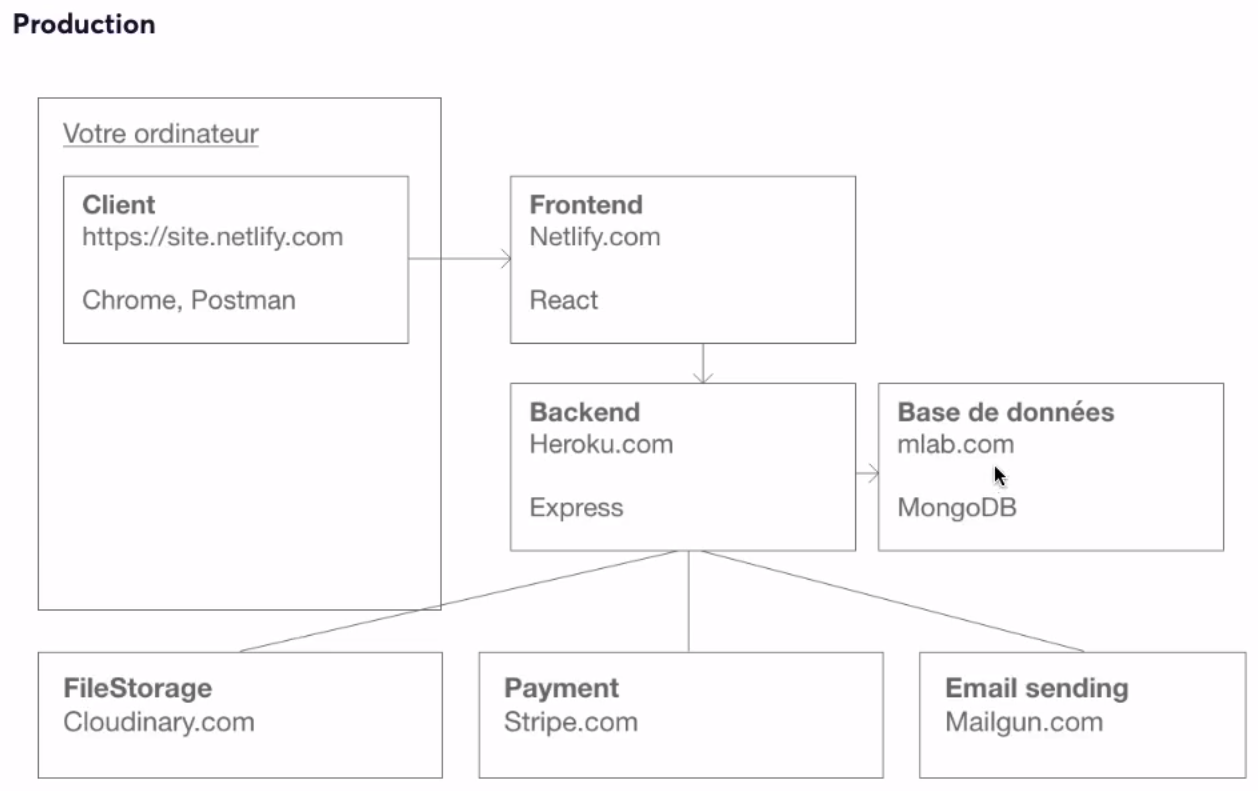 Production
Votre ordinateur
Client
https://site.netlify.com
Chrome, Postman
Frontend
Netlify.com
React
Backend
Heroku.com
Express
Base de données
mlab.com
MongoDB
FileStorage
Cloudinary.com
Payment
Stripe.com
Email sending
Mailgun.com